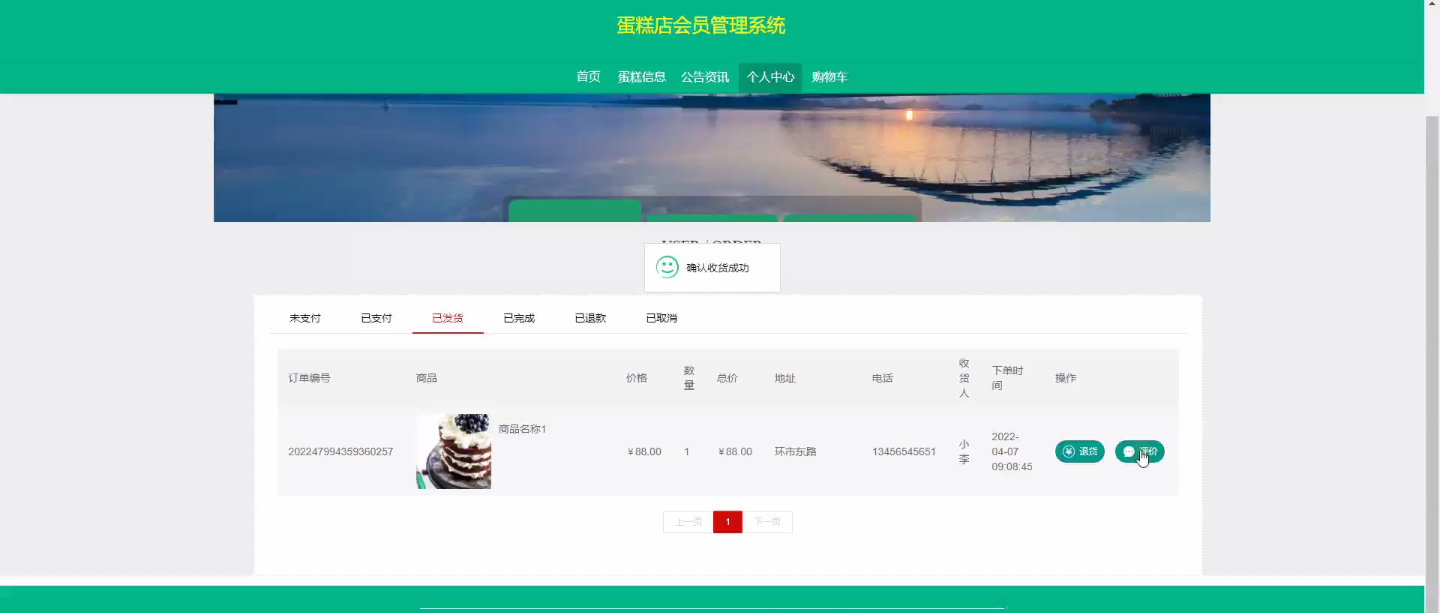 蛋糕店会员管理系统
首页 蛋糕信息 公告资讯 个人中心 购物车
USER / ORDER
确认收货成功
未支付 已支付 已发货 已完成 已退款 已取消
订单编号 商品 价格 数量 总价 地址 电话 收货人 下单时间 操作
商品名称1
202247994359360257 ￥88.00 1 ￥88.00 环市东路 13456545651 小李 2022-04-07 09:08:45 退货 评价
上一页 1 下一页